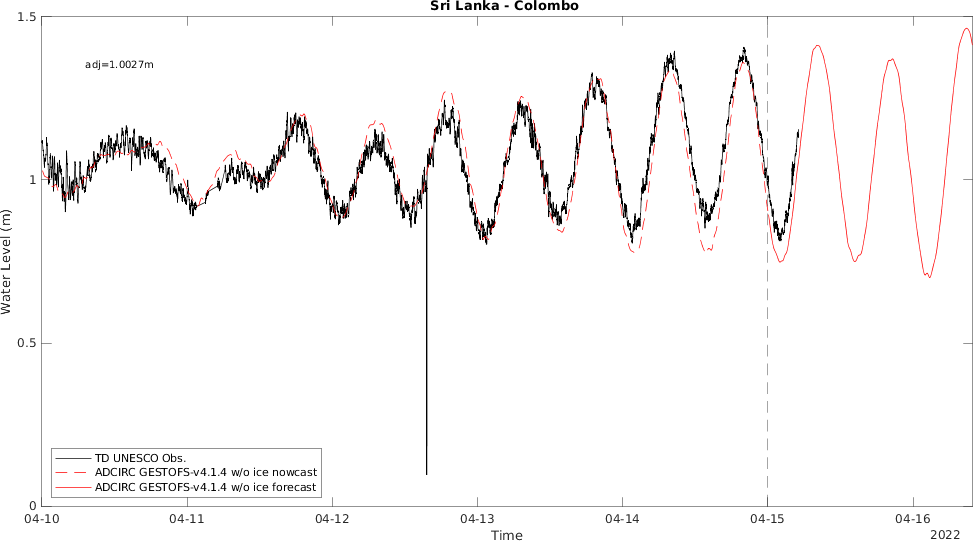 Sri Lanka - Colombo
1.5
adj=1.0027m
1
Water Level (m)
0.5
TD UNESCO Obs.
ADCIRC GESTOFS-v4.1.4 w/o ice nowcast
ADCIRC GESTOFS-v4.1.4 w/o ice forecast
0
04-10 04-11 04-12 04-13 04-14 04-15 04-16
Time
2022